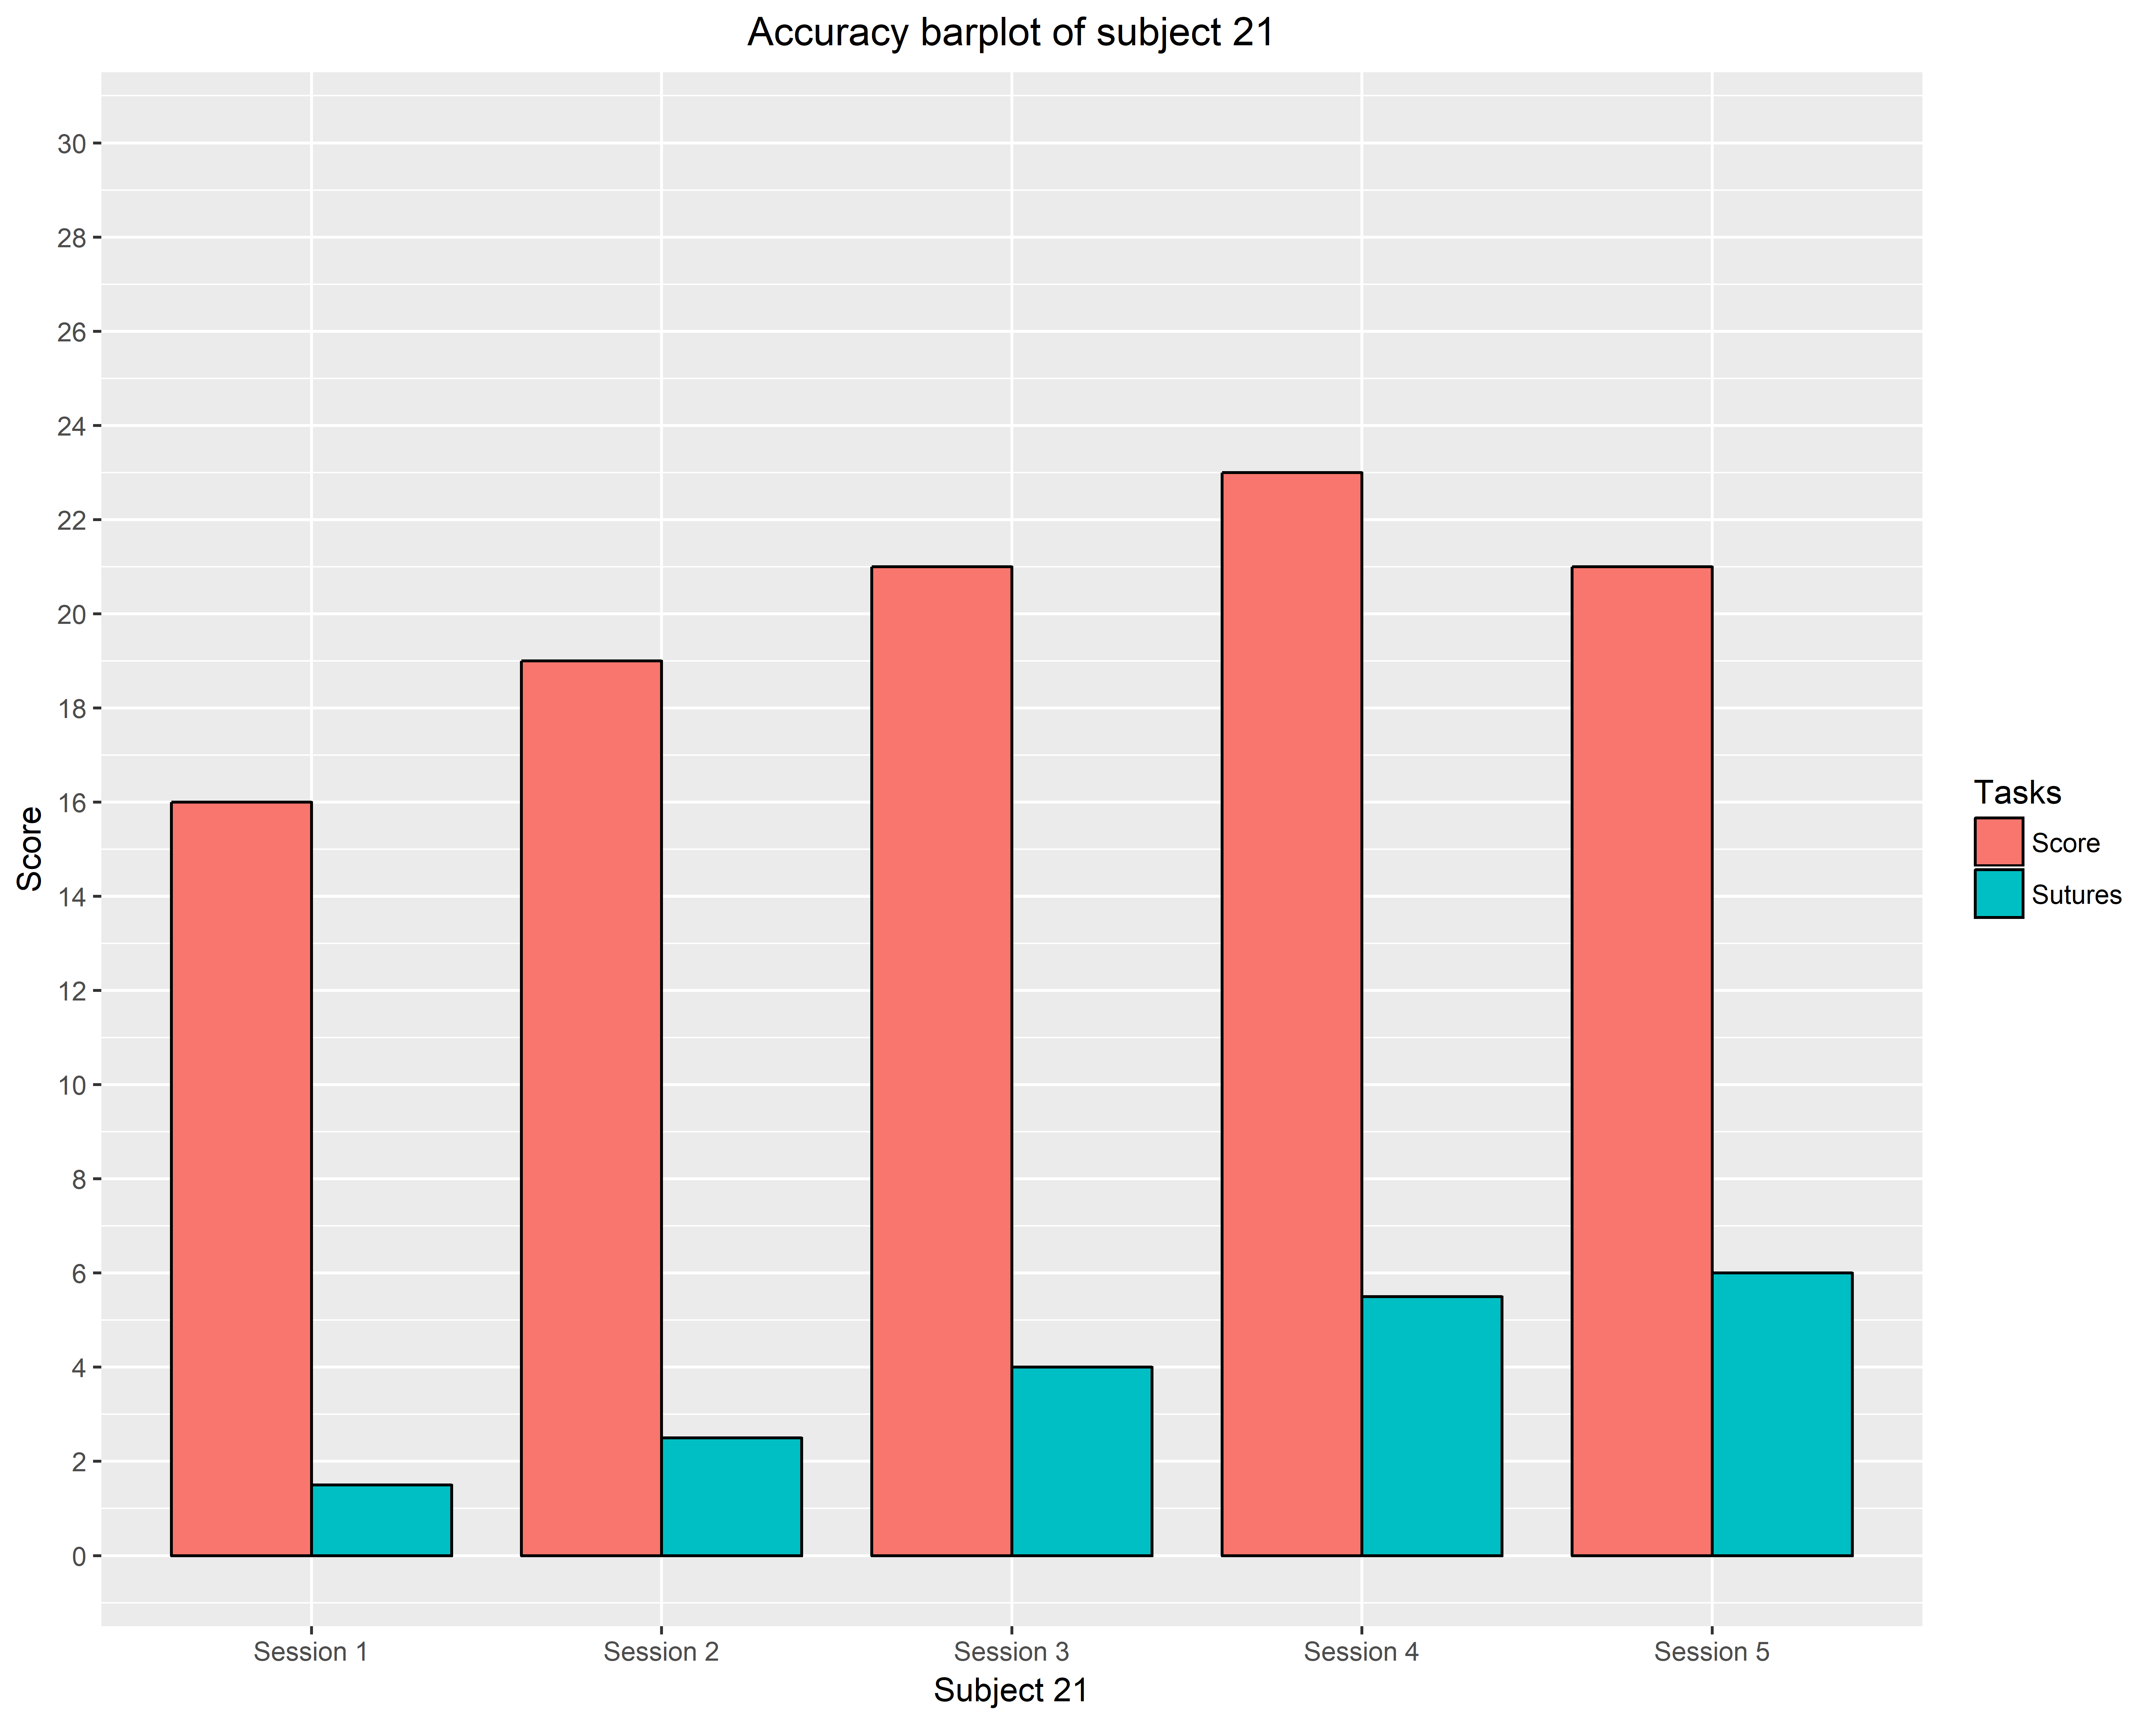 Accuracy barplot of subject 21
30
28
26
24
22
20
18
16
14
12
10
8
6
4
2
0
Score
Tasks
Score
Sutures
Session 1 Session 2 Session 3 Session 4 Session 5
Subject 21